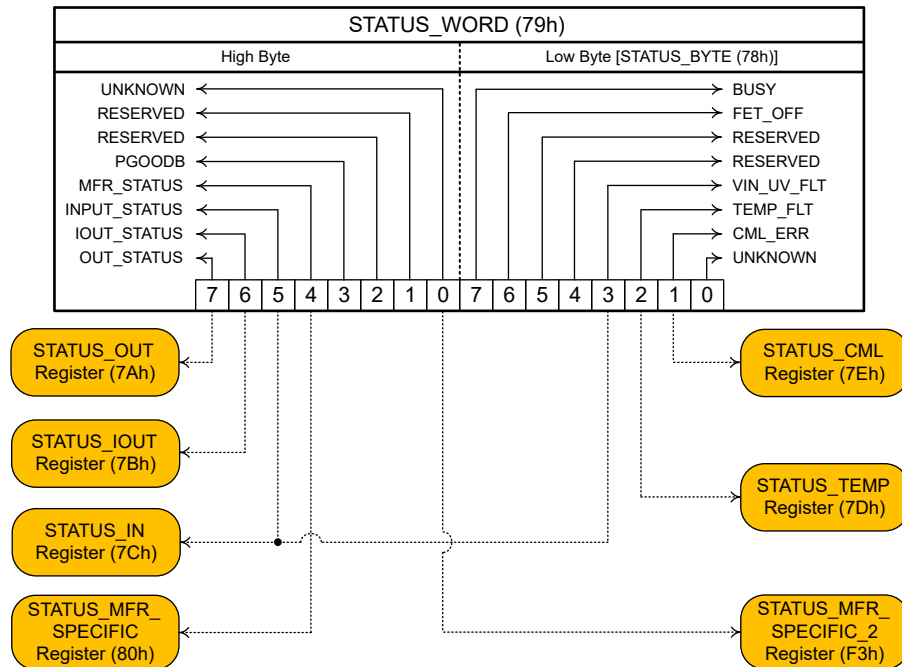 STATUS_WORD (79h)
High Byte
Low Byte [STATUS_BYTE (78h)]
UNKNOWN
RESERVED
RESERVED
PGOODB
MFR_STATUS
INPUT_STATUS
IOUT_STATUS
OUT_STATUS
BUSY
FET_OFF
RESERVED
RESERVED
VIN_UV_FLT
TEMP_FLT
CML_ERR
UNKNOWN
7 6 5 4 3 2 1 0 7 6 5 4 3 2 1 0
STATUS_OUT
Register (7Ah)
STATUS_IOUT
Register (7Bh)
STATUS_IN
Register (7Ch)
STATUS_MFR_
SPECIFIC
Register (80h)
STATUS_CML
Register (7Eh)
STATUS_TEMP
Register (7Dh)
STATUS_MFR_
SPECIFIC_2
Register (F3h)